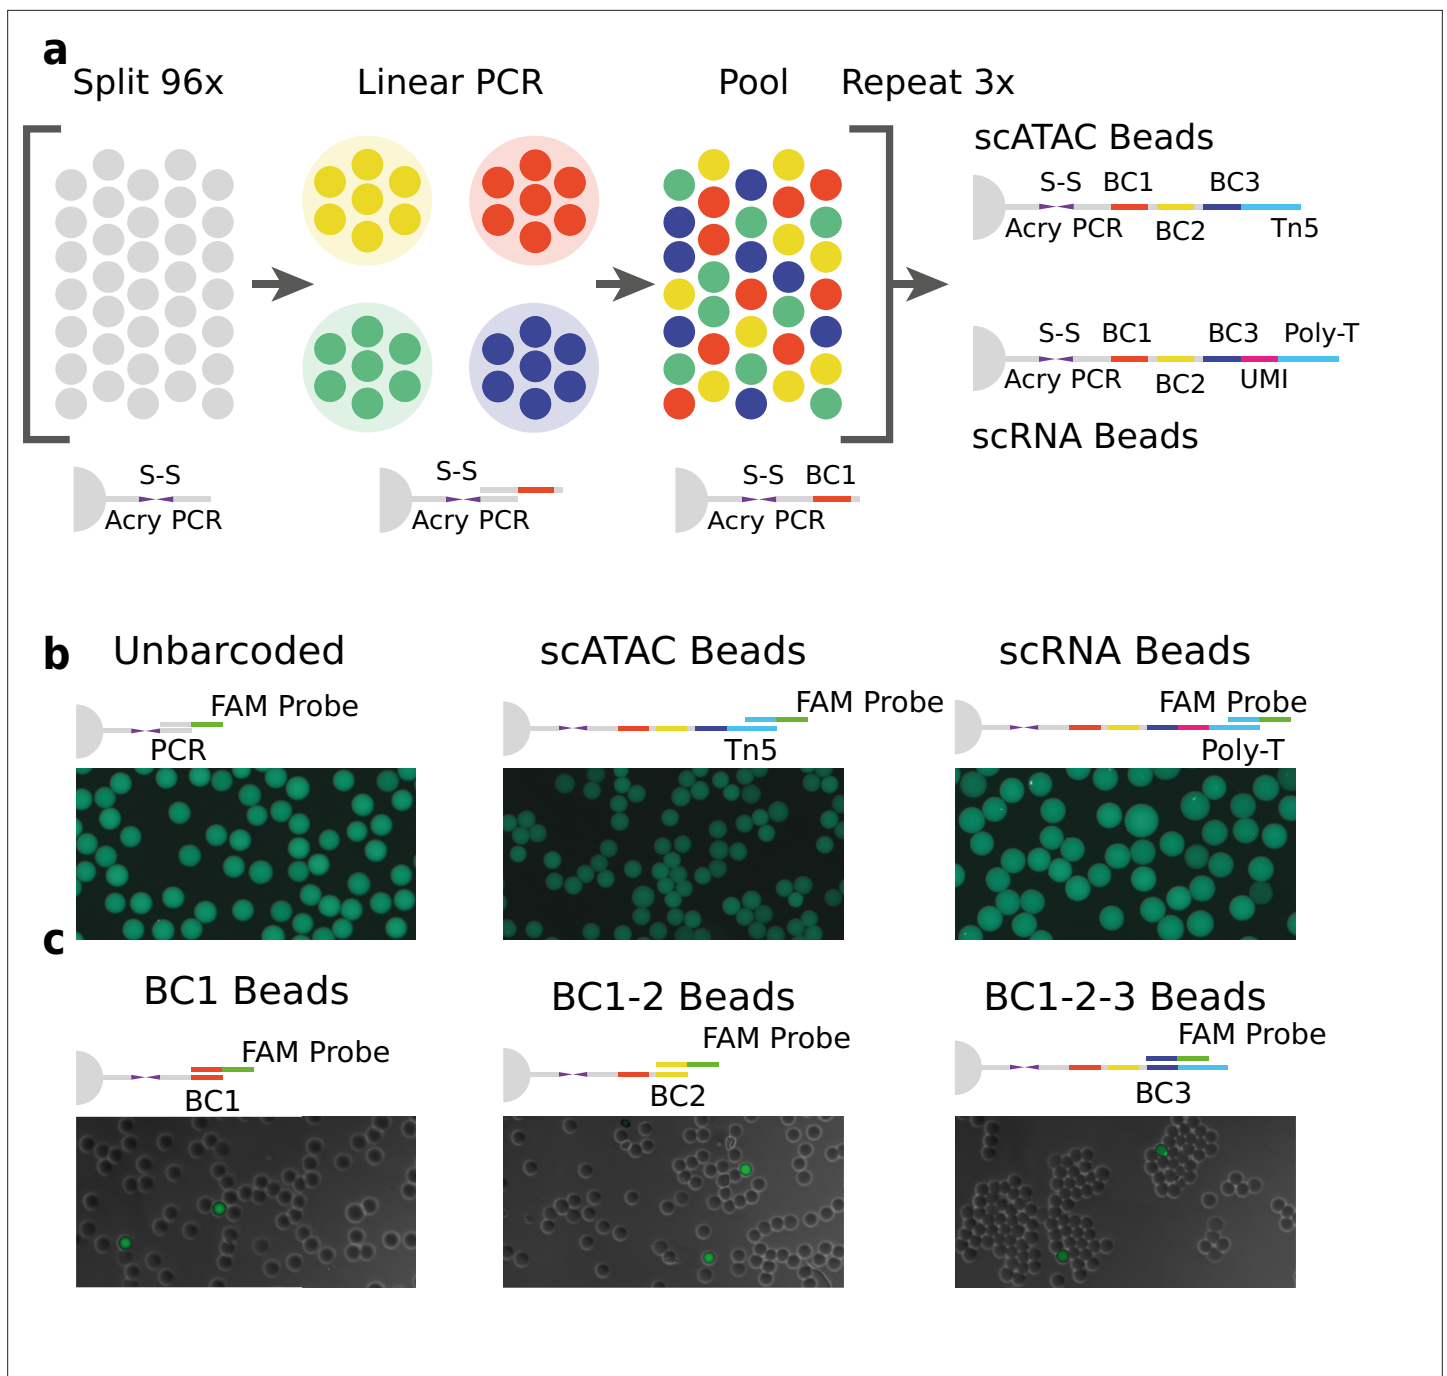 a
Split 96x
Linear PCR
Pool
Repeat 3x
scATAC Beads
S-S BC1 BC3
Acry PCR BC2 Tn5
S-S BC1 BC3 Poly-T
Acry PCR BC2 UMI
scRNA Beads
S-S
Acry PCR
S-S
Acry PCR
S-S BC1
Acry PCR
b
Unbarcoded
FAM Probe
PCR
scATAC Beads
FAM Probe
Tn5
scRNA Beads
FAM Probe
Poly-T
c
BC1 Beads
FAM Probe
BC1
BC1-2 Beads
FAM Probe
BC2
BC1-2-3 Beads
FAM Probe
BC3